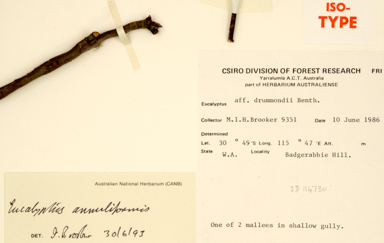 ISO-
TYPE
CSIRO DIVISION OF FOREST RESEARCH FRI
Yarralumla A.C.T. Australia
part of HERBARIUM AUSTRALIENSE
Eucalyptus aff. drummondii Benth.
Collector M.I.H.Brooker 9351 Date 10 June 1986
Determined
Lat. 30 ° 49'S Long. 115 ° 47'E Alt. m
State W.A. Locality Badgerabbie Hill.
One of 2 mallees in shallow gully.
Australian National Herbarium (CANB)
Eucalyptus annuliformis
DET. 30/6/93